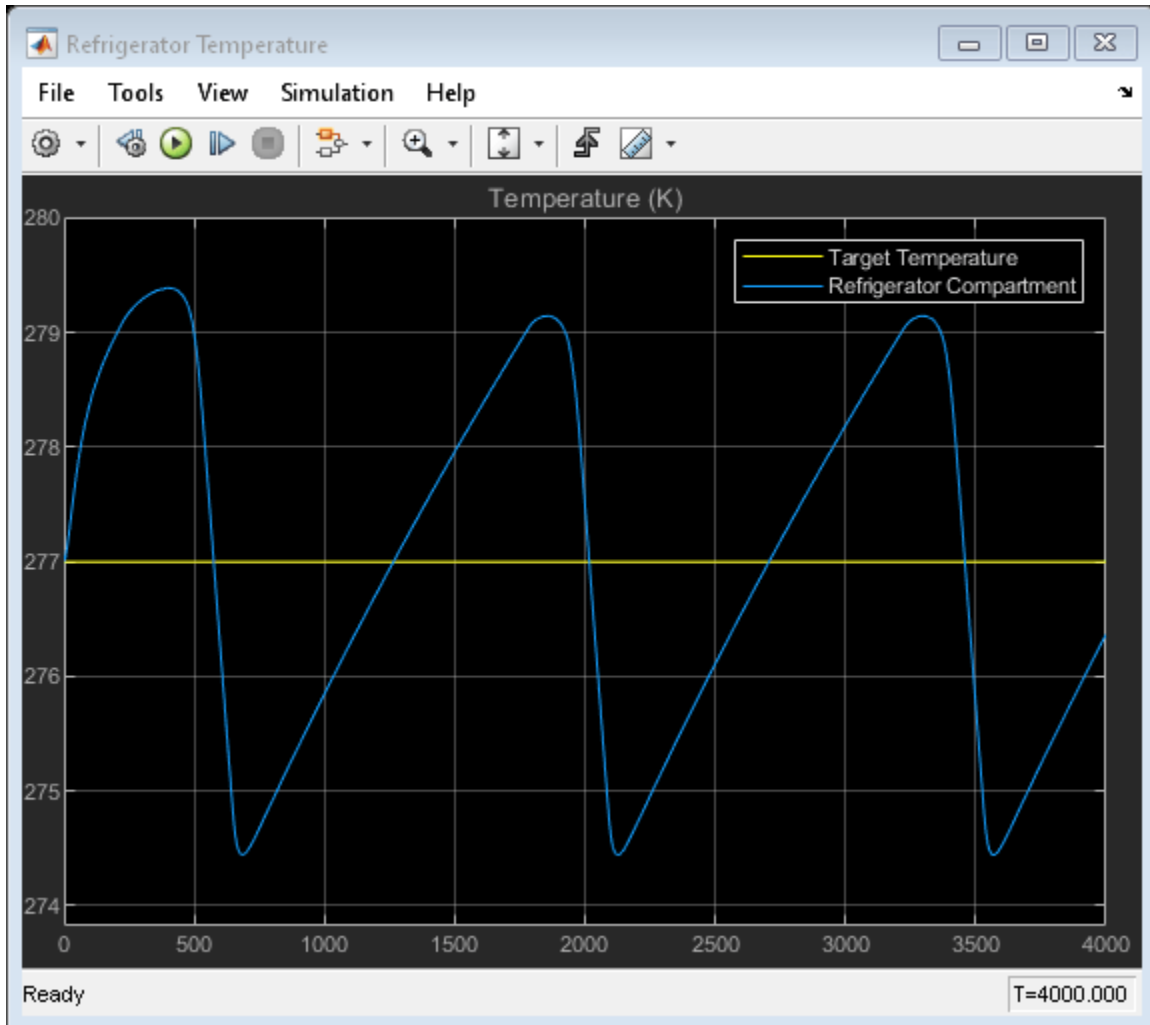 Refrigerator Temperature
File Tools View Simulation Help
Temperature (K)
280
279
278
277
276
275
274
Target Temperature
Refrigerator Compartment
0 500 1000 1500 2000 2500 3000 3500 4000
Ready T=4000.000